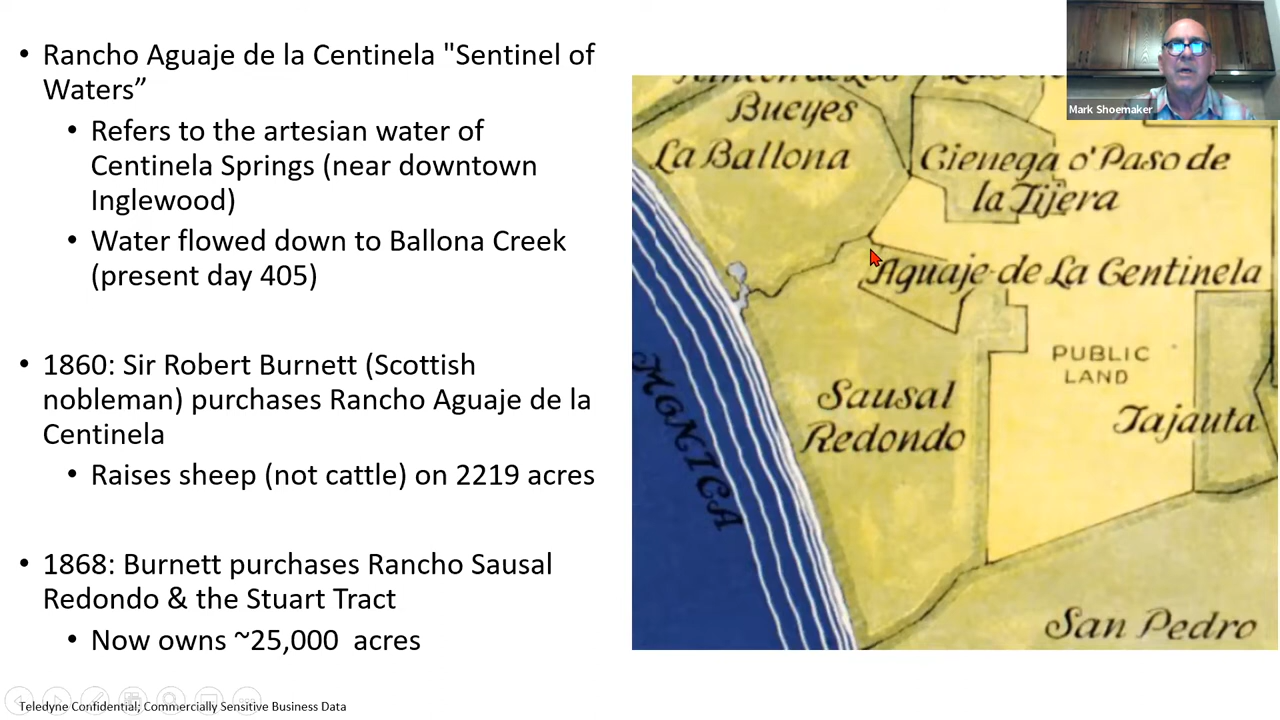 • Rancho Aguaje de la Centinela "Sentinel of
Waters”
• Refers to the artesian water of
Centinela Springs (near downtown
Inglewood)
• Water flowed down to Ballona Creek
(present day 405)
• 1860: Sir Robert Burnett (Scottish
nobleman) purchases Rancho Aguaje de la
Centinela
• Raises sheep (not cattle) on 2219 acres
• 1868: Burnett purchases Rancho Sausal
Redondo & the Stuart Tract
• Now owns ~25,000 acres
Teledyne Confidential; Commercially Sensitive Business Data
Mark Shoemaker
Bueyes
La Ballona
Cienega o' Paso de
la Tijera
Aguaje de La Centinela
PUBLIC
LAND
Sausal
Redondo
Tajauta
MONICA
San Pedro